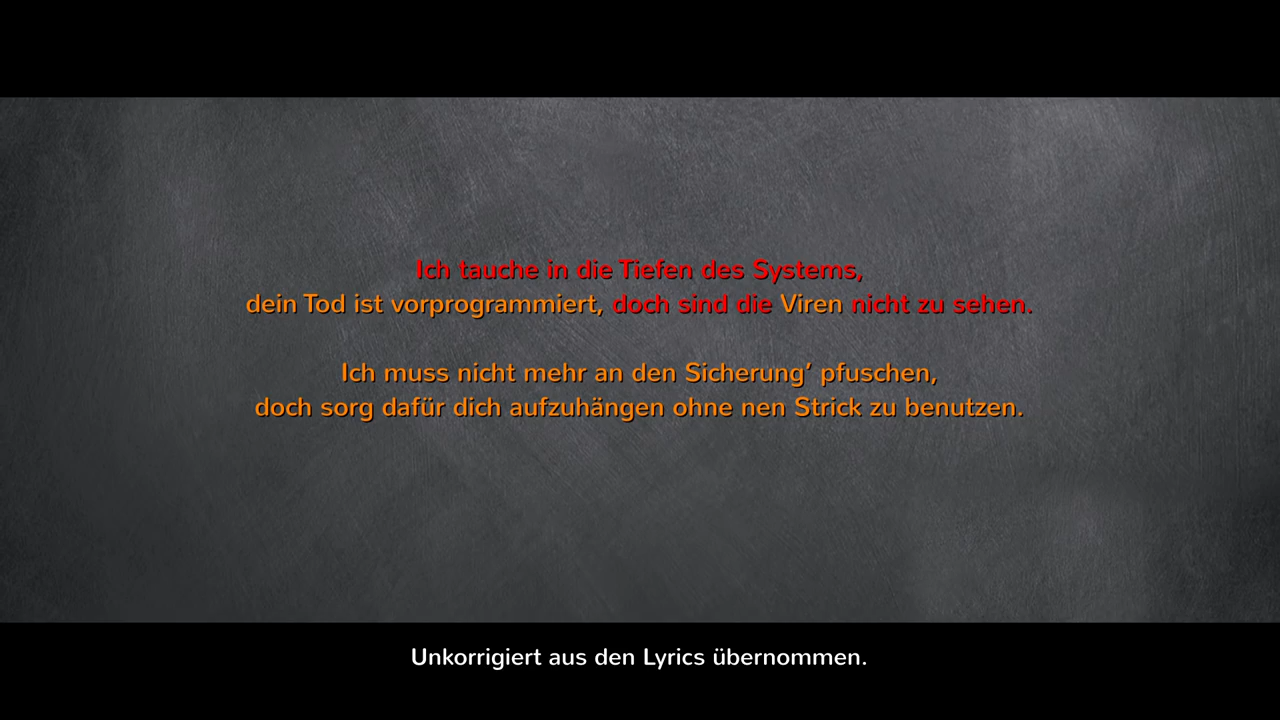 Ich tauche in die Tiefen des Systems,
dein Tod ist vorprogrammiert, doch sind die Viren nicht zu sehen.
Ich muss nicht mehr an den Sicherung’ pfuschen,
doch sorg dafür dich aufzuhängen ohne nen Strick zu benutzen.
Unkorrigiert aus den Lyrics übernommen.